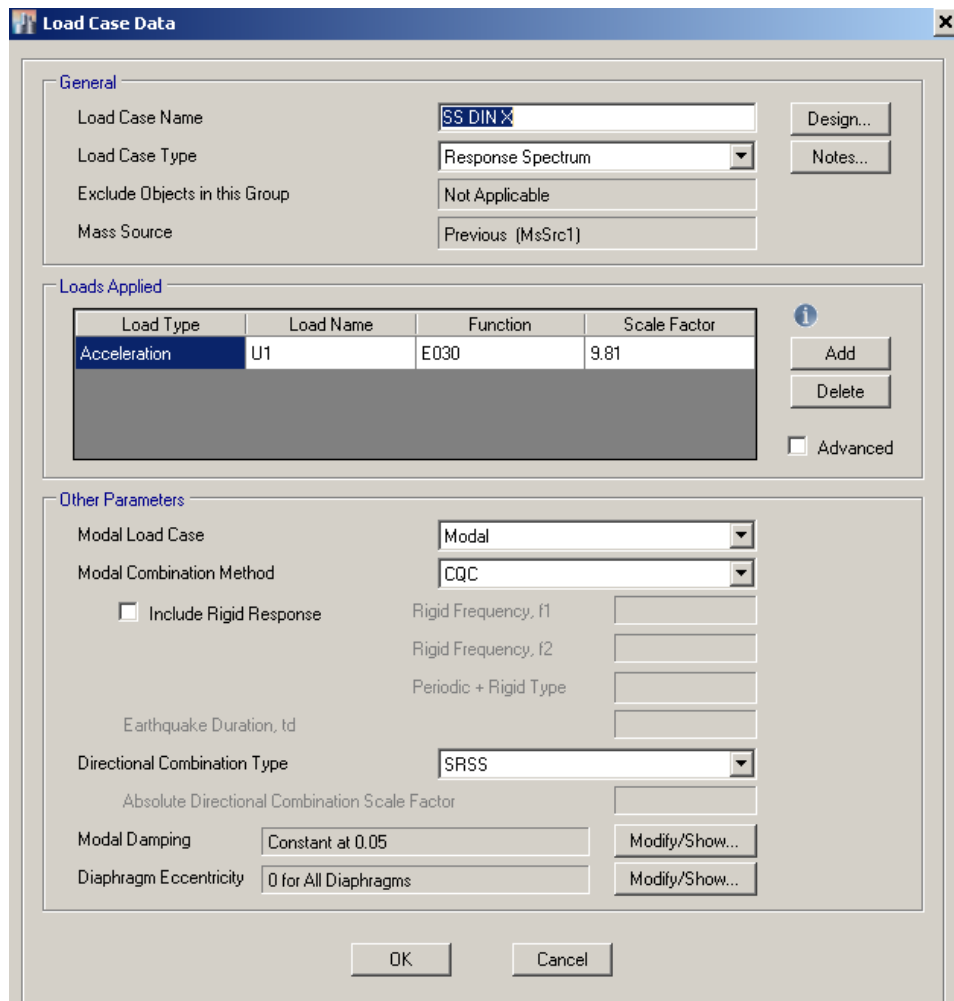 Load Case Data
General
Load Case Name SS DIN X Design...
Load Case Type Response Spectrum Notes...
Exclude Objects in this Group Not Applicable
Mass Source Previous (MsSrc1)
Loads Applied
Load Type Load Name Function Scale Factor
Acceleration U1 E030 9.81
Add
Delete
Advanced
Other Parameters
Modal Load Case Modal
Modal Combination Method CQC
Include Rigid Response Rigid Frequency, f1
Rigid Frequency, f2
Periodic + Rigid Type
Earthquake Duration, td
Directional Combination Type SRSS
Absolute Directional Combination Scale Factor
Modal Damping Constant at 0.05 Modify/Show...
Diaphragm Eccentricity 0 for All Diaphragms Modify/Show...
OK Cancel